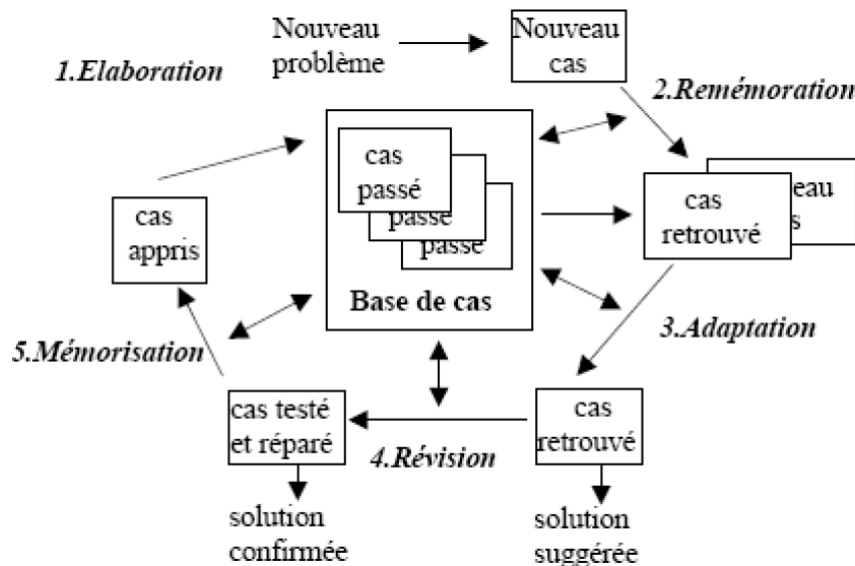 Nouveau
problème
Nouveau
cas
1.Elaboration
2.Remémoration
cas
passé
passé
passé
Base de cas
cas
retrouvé
eau
s
cas
appris
3.Adaptation
5.Mémorisation
cas testé
et réparé
4.Révision
cas
retrouvé
solution
confirmée
solution
suggérée